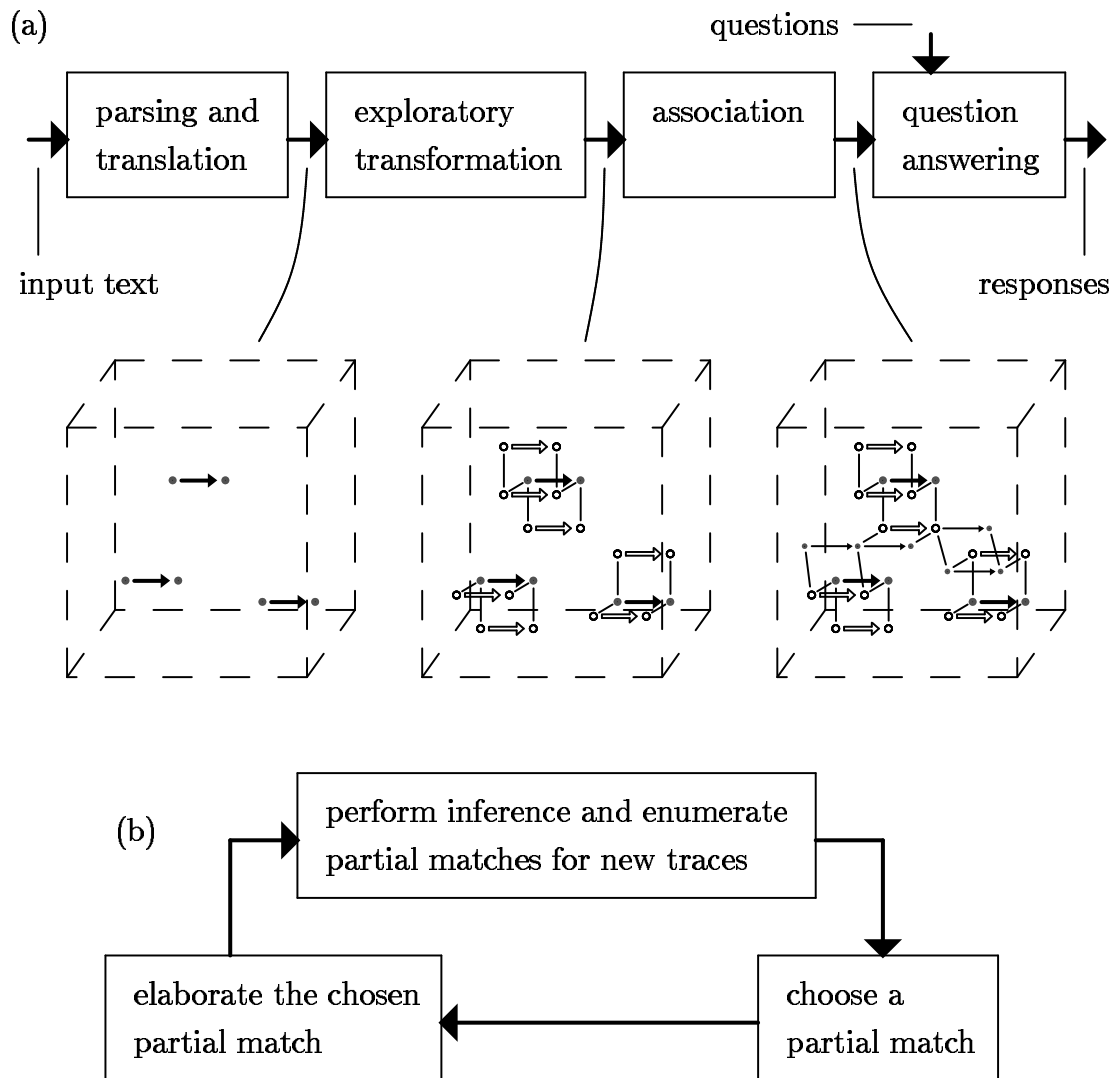 (a)
questions
parsing and
translation
exploratory
transformation
association
question
answering
input text
responses
(b)
perform inference and enumerate
partial matches for new traces
elaborate the chosen
partial match
choose a
partial match